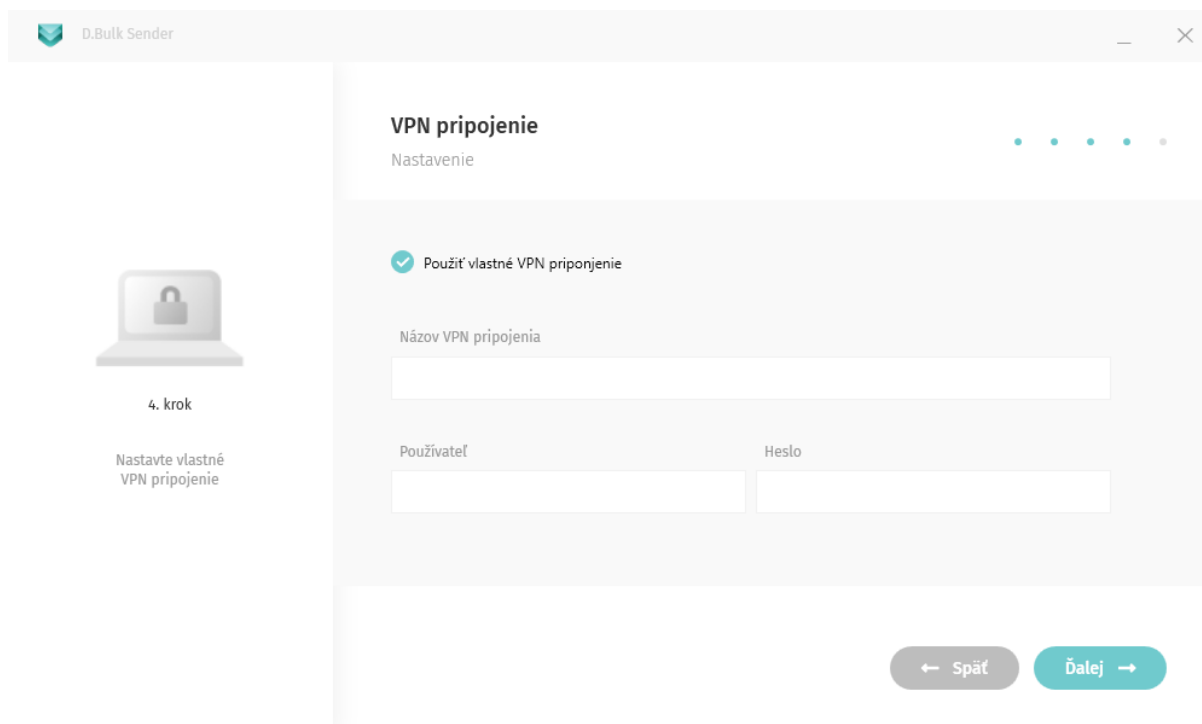 D.Bulk Sender
VPN pripojenie
Nastavenie
Použiť vlastné VPN priponjenie
Názov VPN pripojenia
Používateľ
Heslo
4. krok
Nastavte vlastné
VPN pripojenie
Späť
Ďalej